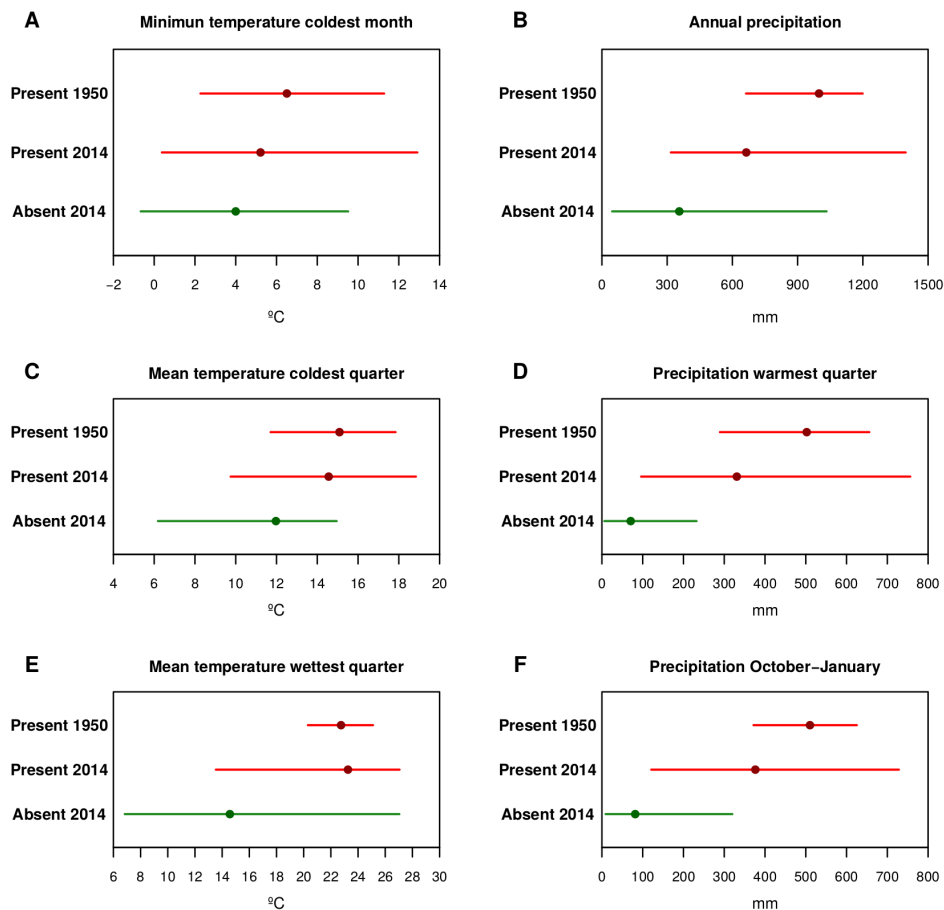 A Minimun temperature coldest month
Present 1950
Present 2014
Absent 2014
−2 0 2 4 6 8 10 12 14
ºC
B Annual precipitation
Present 1950
Present 2014
Absent 2014
0 300 600 900 1200 1500
mm
C Mean temperature coldest quarter
Present 1950
Present 2014
Absent 2014
4 6 8 10 12 14 16 18 20
ºC
D Precipitation warmest quarter
Present 1950
Present 2014
Absent 2014
0 100 200 300 400 500 600 700 800
mm
E Mean temperature wettest quarter
Present 1950
Present 2014
Absent 2014
6 8 10 12 14 16 18 20 22 24 26 28 30
ºC
F Precipitation October−January
Present 1950
Present 2014
Absent 2014
0 100 200 300 400 500 600 700 800
mm